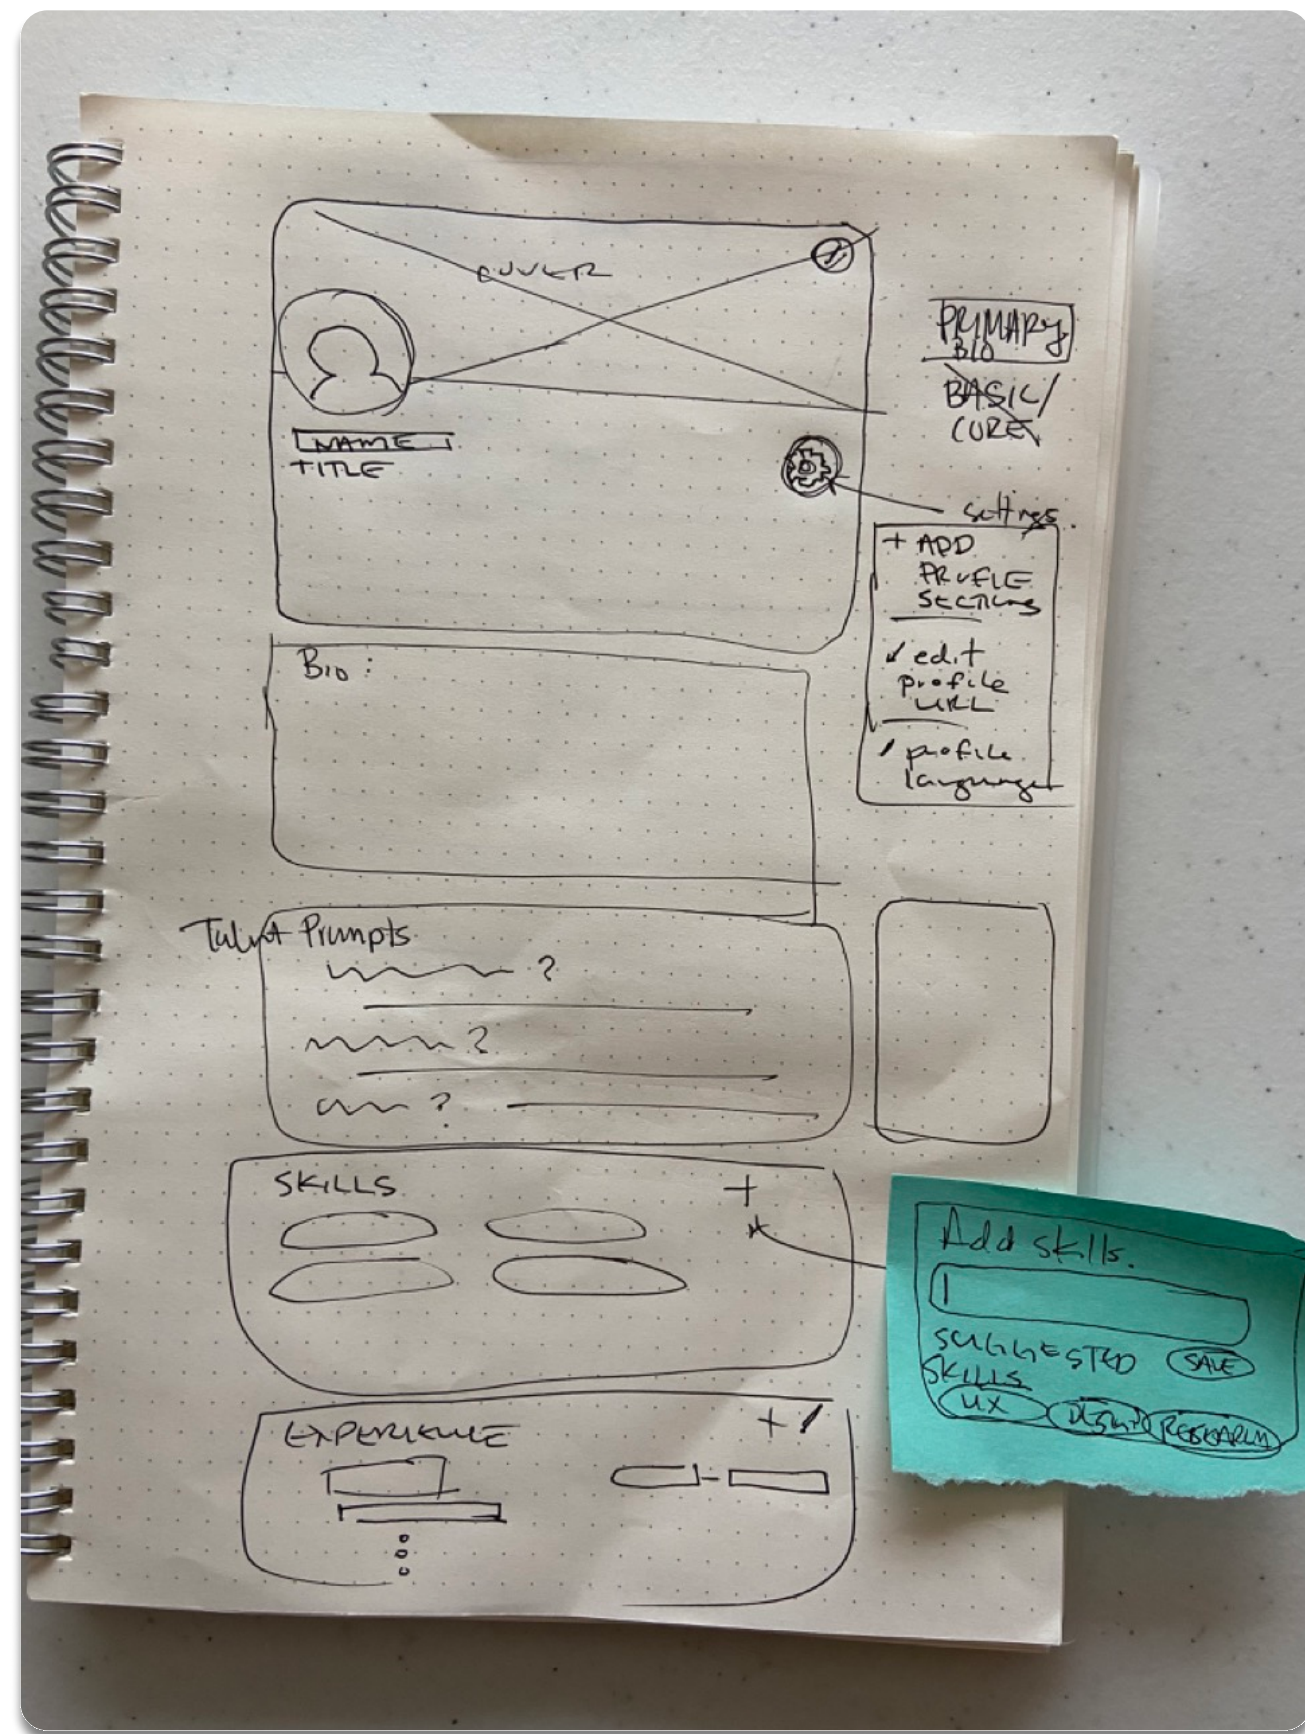 COVER
PRIMARY
BIO
BASIC/
CORE
NAME
TITLE
settings.
+ ADD
PROFILE
SECTIONS
edit
profile
URL
profile
language
Bio:
Talent Prompts
?
?
?
SKILLS
+
Add skills.
SUGGESTED
SAVE
SKILLS
UX
DESIGN
RESEARCH
EXPERIENCE
+